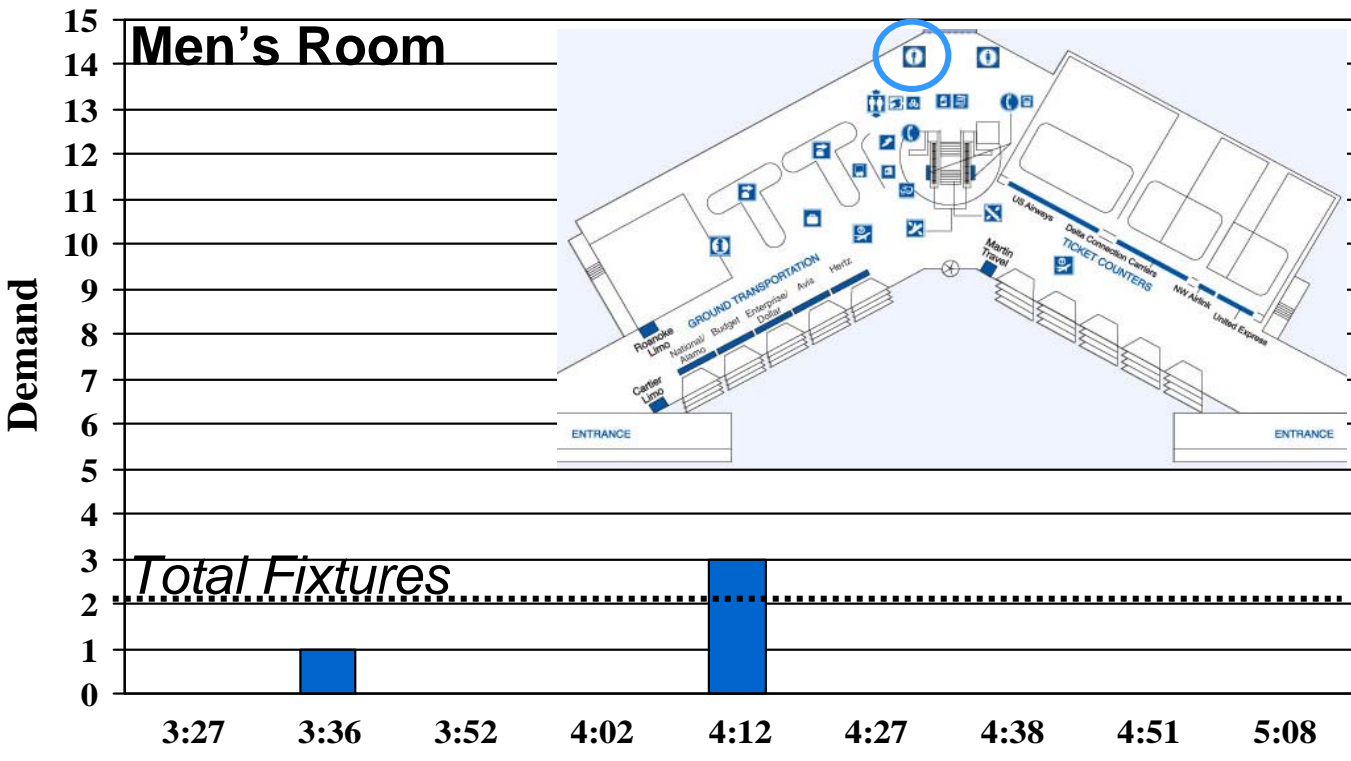 Men's Room
15
14
13
12
11
10
9
8
7
6
5
4
3
2
1
0
Demand
US Airways
Delta Connection Carriers
TICKET COUNTERS
NW Airlink
United Express
Martin
Travel
GROUND TRANSPORTATION
Hertz
Avis
Enterprise/
Dollar
Budget
National/
Alamo
Roanoke
Limo
Cartier
Limo
ENTRANCE
ENTRANCE
Total Fixtures
3:27 3:36 3:52 4:02 4:12 4:27 4:38 4:51 5:08